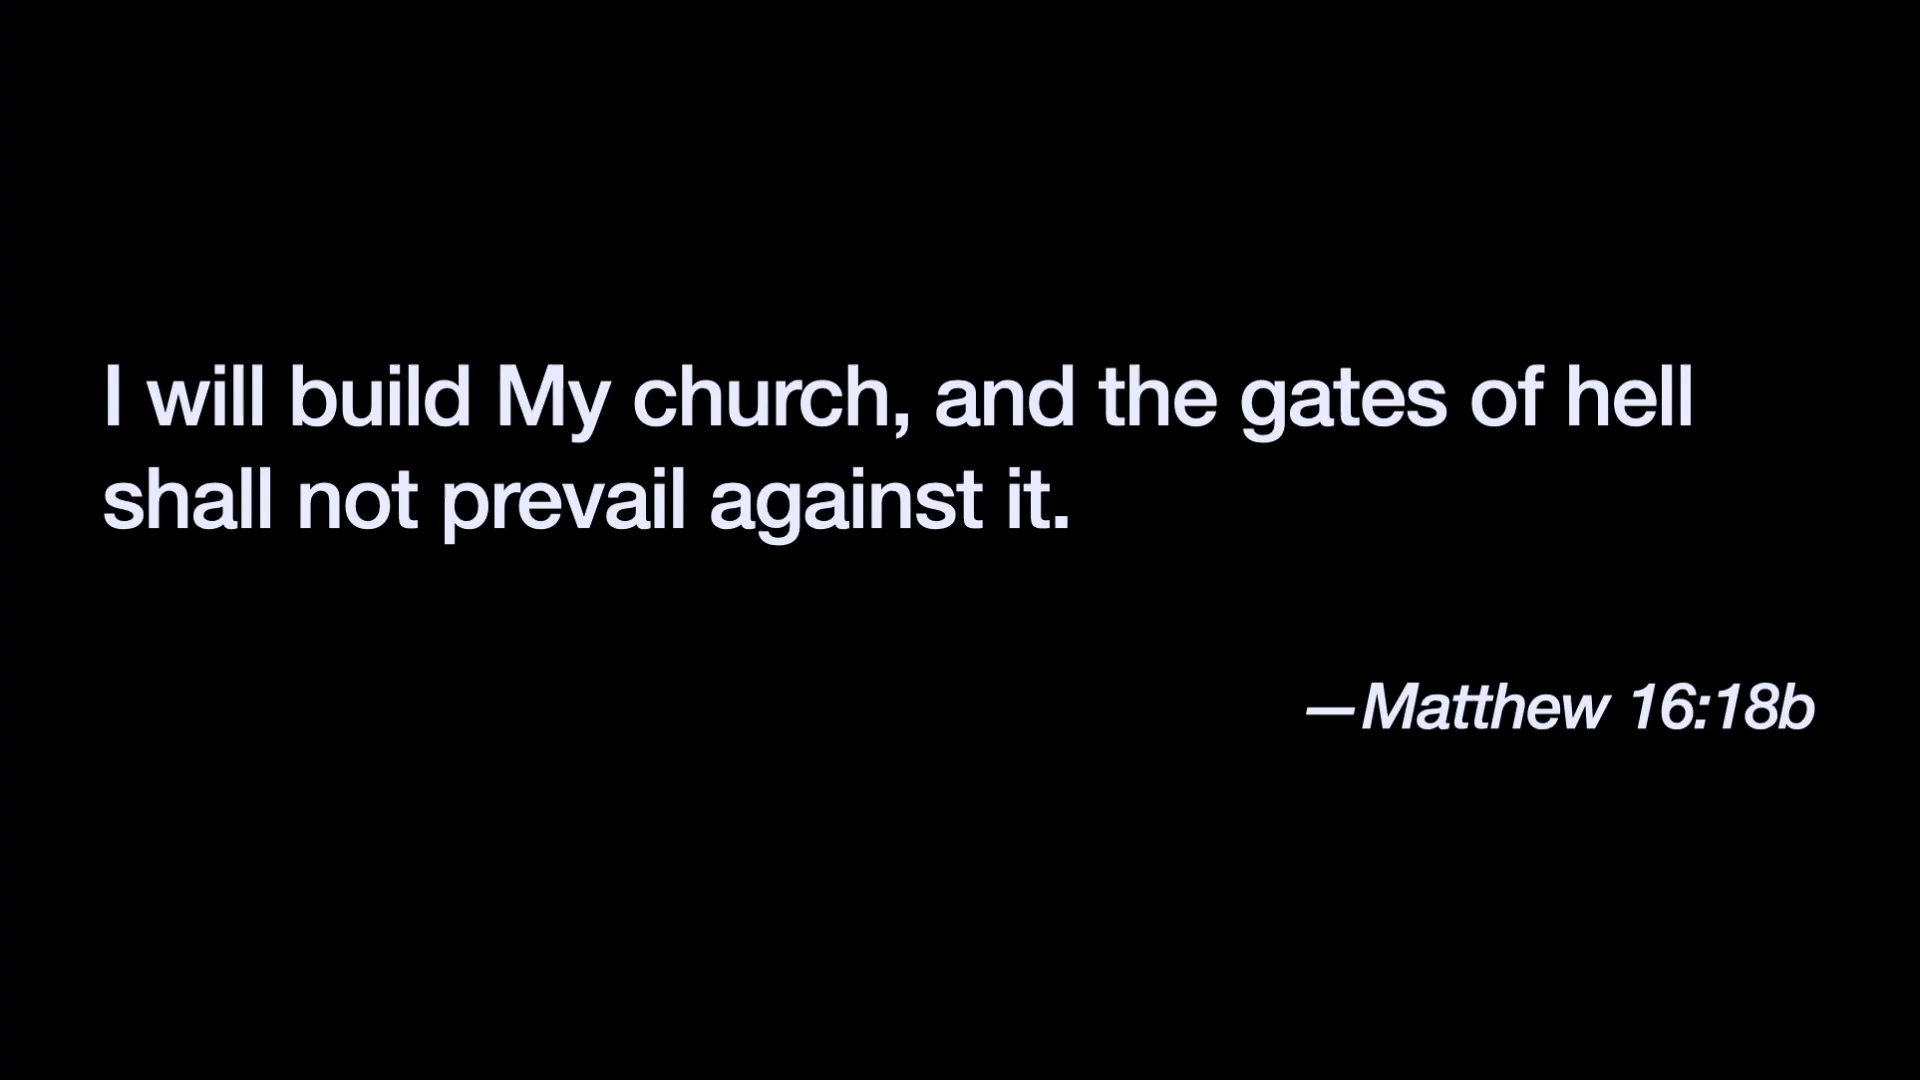 I will build My church, and the gates of hell
shall not prevail against it.
—Matthew 16:18b